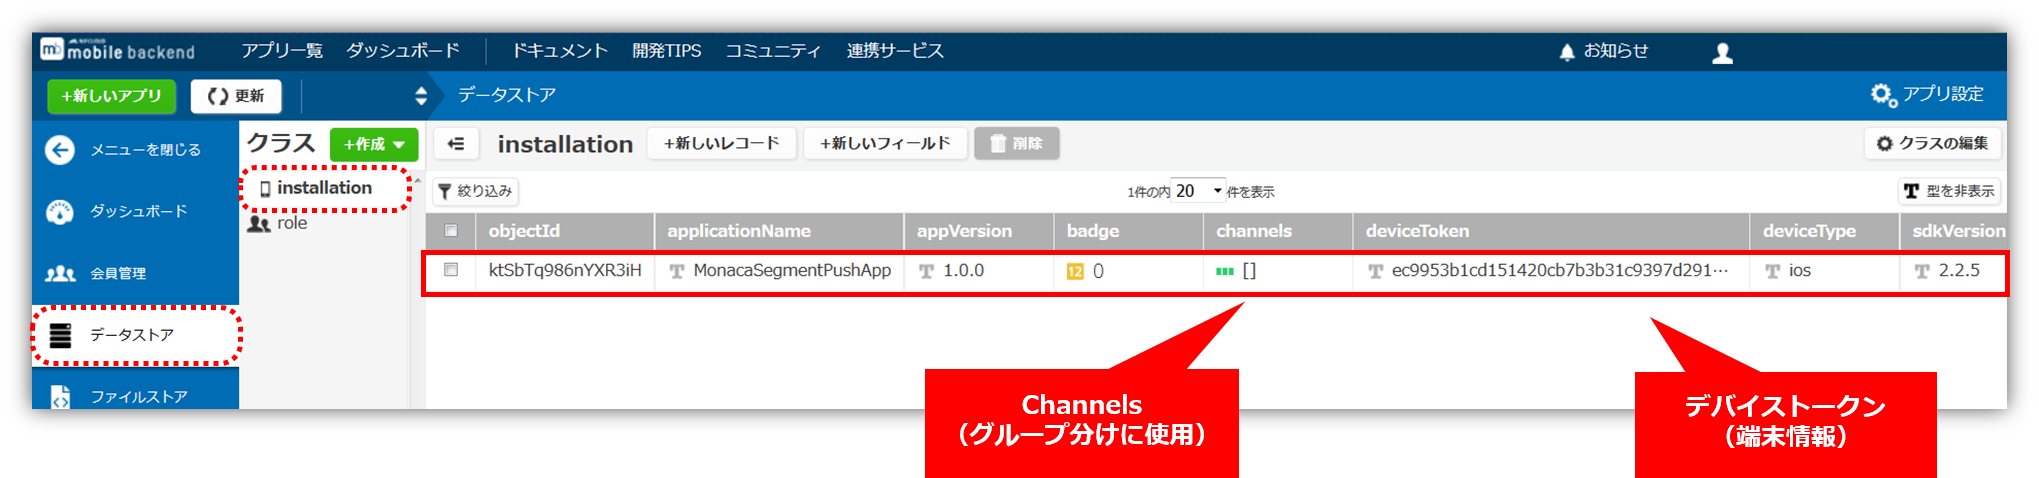 mb NIFCLOUD mobile backend アプリ一覧 ダッシュボード ドキュメント 開発TIPS コミュニティ 連携サービス お知らせ
+新しいアプリ 更新 データストア アプリ設定
メニューを閉じる
ダッシュボード
会員管理
データストア
ファイルストア
クラス +作成
installation
role
installation +新しいレコード +新しいフィールド 削除 クラスの編集
絞り込み 1件の内 20 件を表示 T 型を非表示
objectId applicationName appVersion badge channels deviceToken deviceType sdkVersion
ktSbTq986nYXR3iH T MonacaSegmentPushApp T 1.0.0 12 0 [] T ec9953b1cd151420cb7b3b31c9397d291… T ios T 2.2.5
Channels
（グループ分けに使用）
デバイストークン
（端末情報）